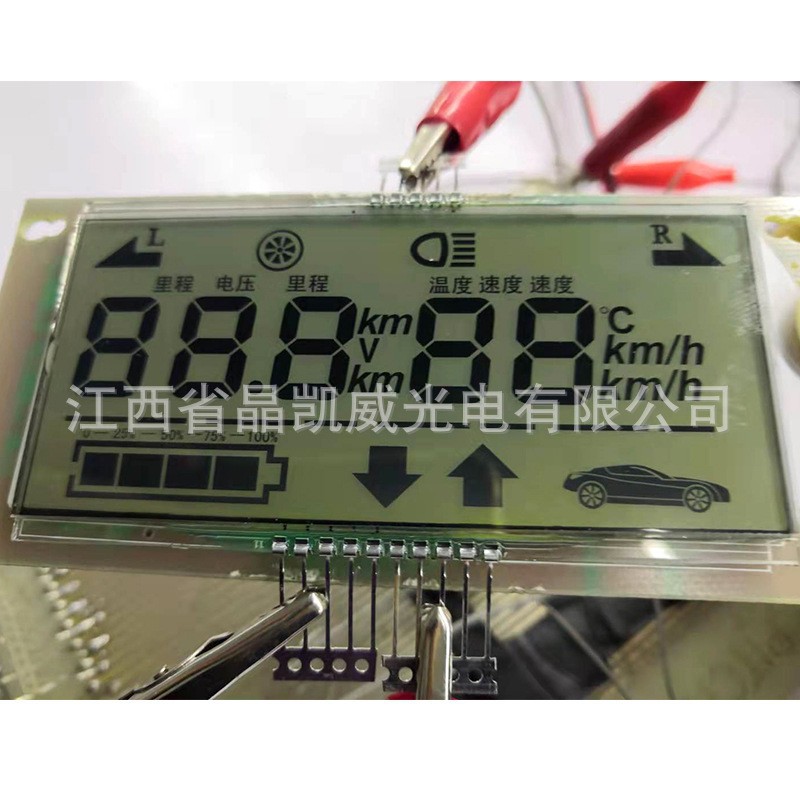 L R
里程 电压 里程 温度 速度 速度
888.88 km V km °C km/h km/h
江西省晶凯威光电有限公司
0—25%—50%—75%—100%